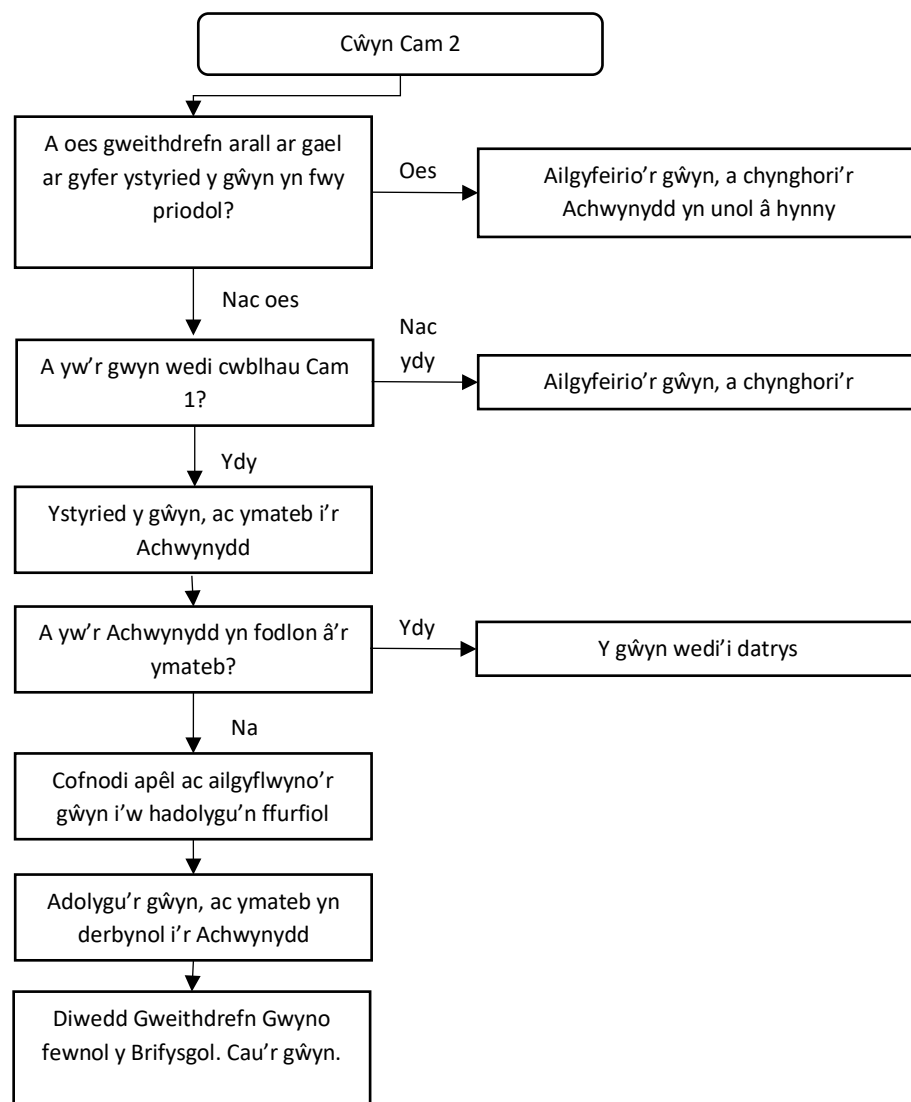 Cŵyn Cam 2
A oes gweithdrefn arall ar gael
ar gyfer ystyried y gŵyn yn fwy
priodol?
Oes
Ailgyfeirio’r gŵyn, a chynghori’r
Achwynydd yn unol â hynny
Nac oes
A yw’r gwyn wedi cwblhau Cam
1?
Nac
ydy
Ailgyfeirio’r gŵyn, a chynghori’r
Ydy
Ystyried y gŵyn, ac ymateb i’r
Achwynydd
A yw’r Achwynydd yn fodlon â’r
ymateb?
Ydy
Y gŵyn wedi’i datrys
Na
Cofnodi apêl ac ailgyflwyno’r
gŵyn i’w hadolygu’n ffurfiol
Adolygu’r gŵyn, ac ymateb yn
derbynol i’r Achwynydd
Diwedd Gweithdrefn Gwyno
fewnol y Brifysgol. Cau’r gŵyn.